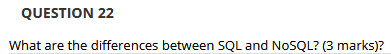 QUESTION 22
What are the differences between SQL and NoSQL? (3 marks)?